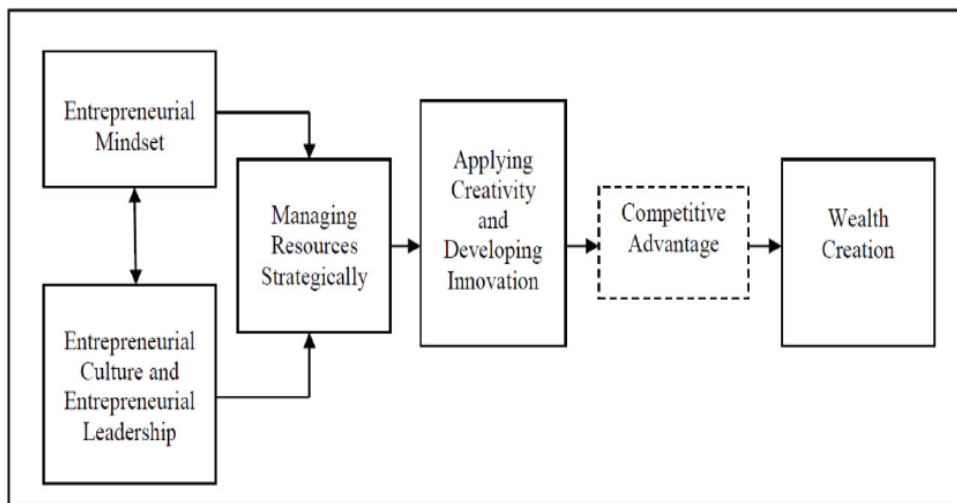 Entrepreneurial
Mindset
Entrepreneurial
Culture and
Entrepreneurial
Leadership
Managing
Resources
Strategically
Applying
Creativity
and
Developing
Innovation
Competitive
Advantage
Wealth
Creation